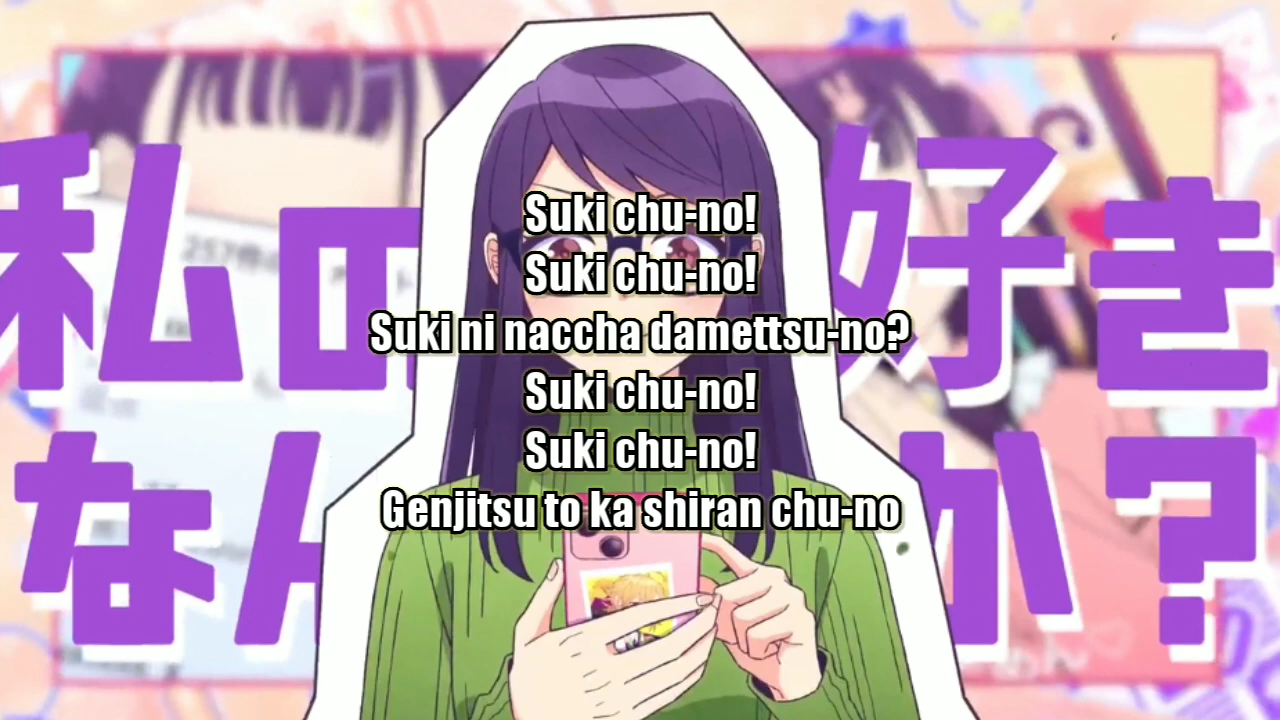 私の 好き
なん か?
Suki chu-no!
Suki chu-no!
Suki ni naccha damettsu-no?
Suki chu-no!
Suki chu-no!
Genjitsu to ka shiran chu-no